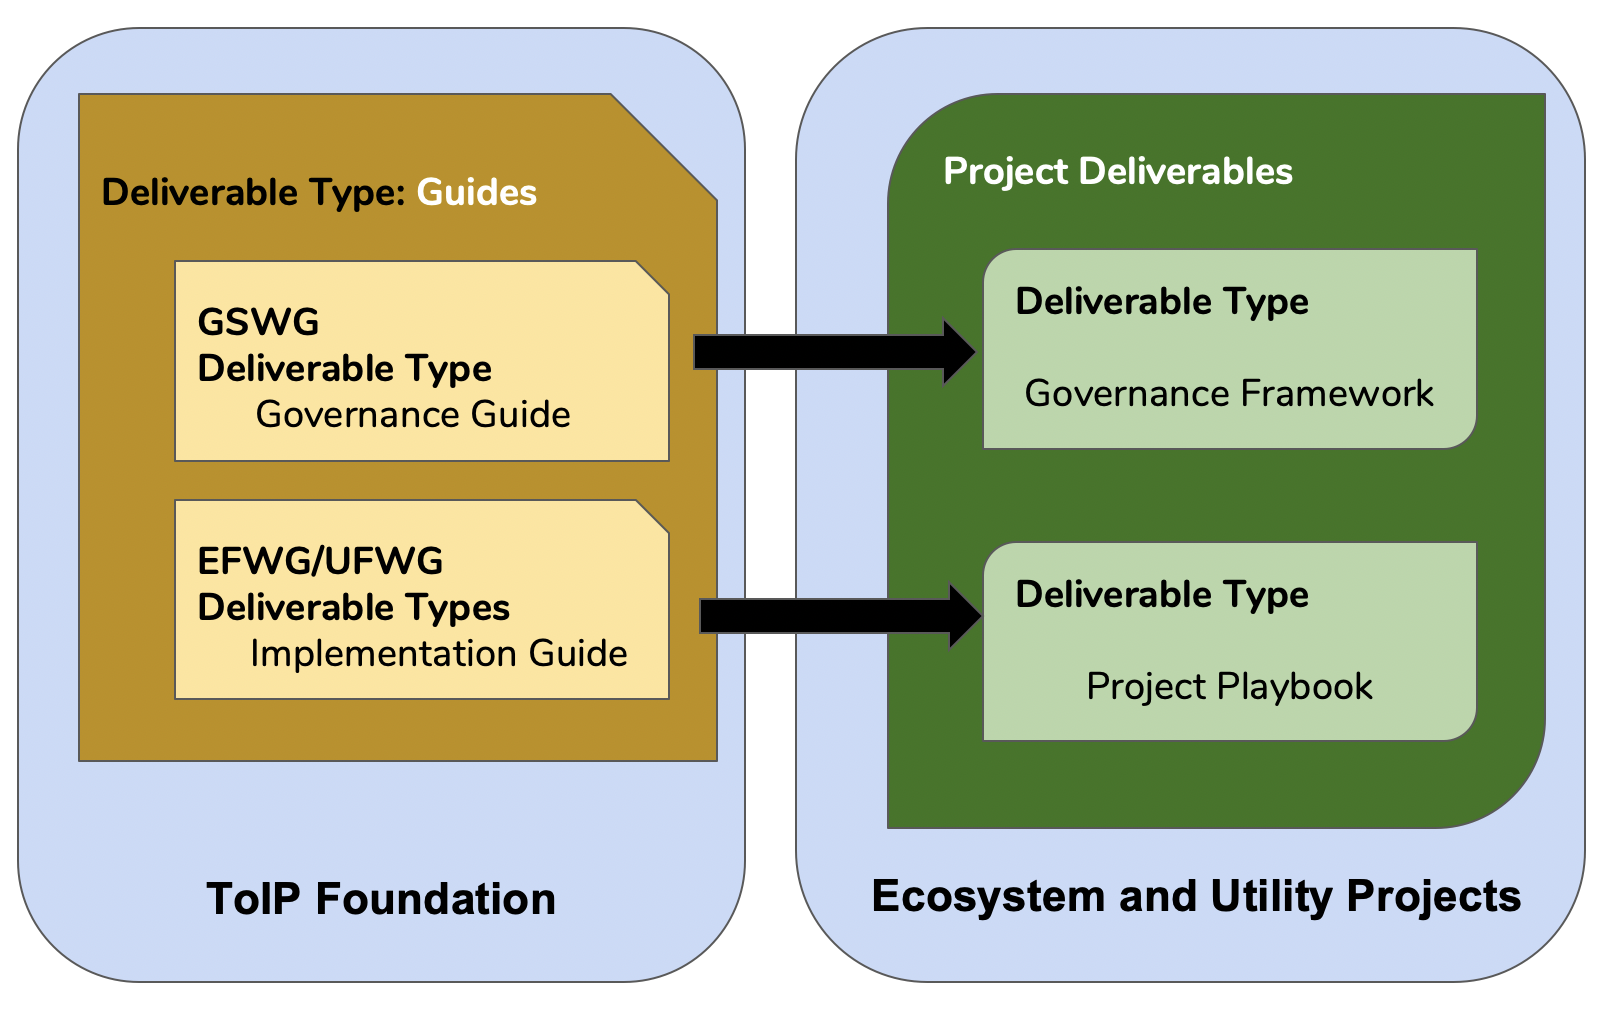 Deliverable Type: Guides
GSWG
Deliverable Type
Governance Guide
EFWG/UFWG
Deliverable Types
Implementation Guide
ToIP Foundation
Project Deliverables
Deliverable Type
Governance Framework
Deliverable Type
Project Playbook
Ecosystem and Utility Projects